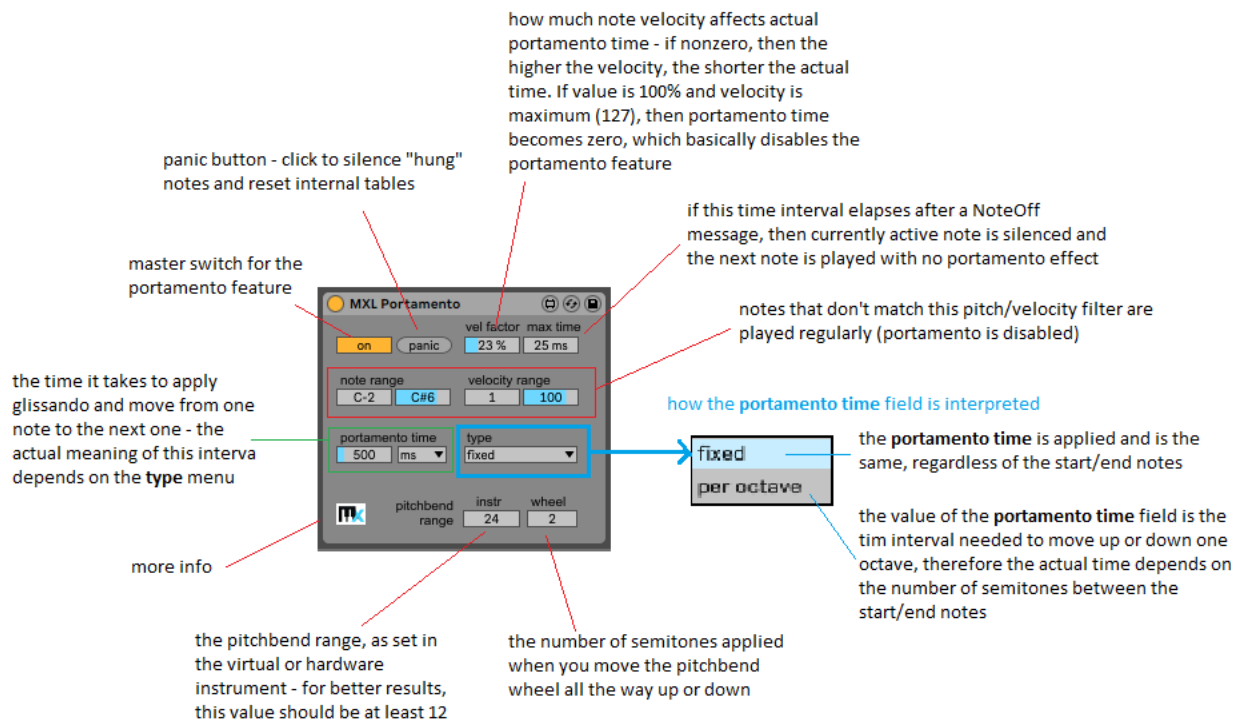 how much note velocity affects actual
portamento time - if nonzero, then the
higher the velocity, the shorter the actual
time. If value is 100% and velocity is
maximum (127), then portamento time
becomes zero, which basically disables the
portamento feature
panic button - click to silence "hung"
notes and reset internal tables
if this time interval elapses after a NoteOff
message, then currently active note is silenced and
the next note is played with no portamento effect
master switch for the
portamento feature
notes that don't match this pitch/velocity filter are
played regularly (portamento is disabled)
MXL Portamento
vel factor max time
on panic 23 % 25 ms
note range velocity range
C-2 C#6 1 100
portamento time type
500 ms fixed
pitchbend instr wheel
range 24 2
mx
the time it takes to apply
glissando and move from one
note to the next one - the
actual meaning of this interva
depends on the type menu
how the portamento time field is interpreted
fixed
per octave
the portamento time is applied and is the
same, regardless of the start/end notes
the value of the portamento time field is the
tim interval needed to move up or down one
octave, therefore the actual time depends on
the number of semitones between the
start/end notes
more info
the pitchbend range, as set in
the virtual or hardware
instrument - for better results,
this value should be at least 12
the number of semitones applied
when you move the pitchbend
wheel all the way up or down